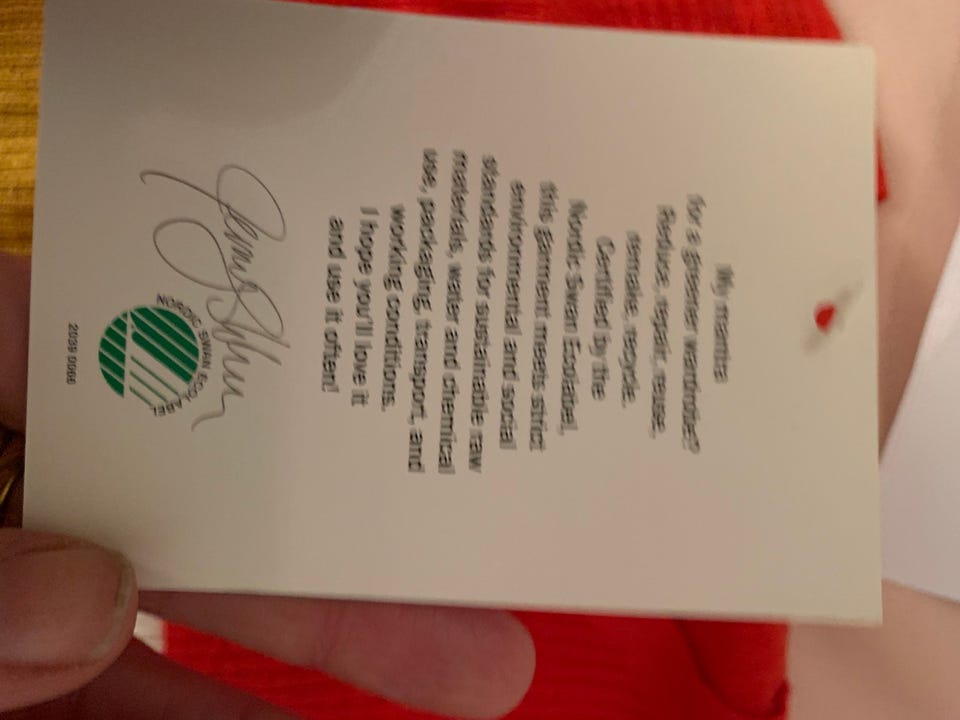 My mantra
for a greener wardrobe?
Reduce, repair, reuse,
remake, recycle.
Certified by the
Nordic Swan Ecolabel,
this garment meets strict
environmental and social
standards for sustainable raw
materials, water and chemical
use, packaging, transport, and
working conditions.
I hope you'll love it
and use it often!
NORDIC SWAN ECOLABEL
2039 0066